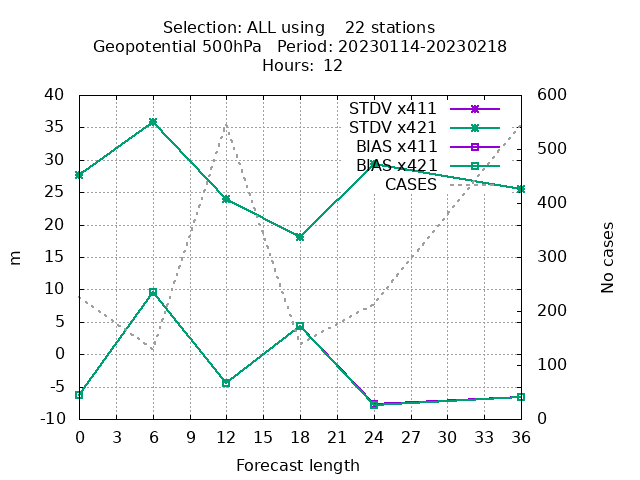 Selection: ALL using    22 stations
Geopotential 500hPa   Period: 20230114-20230218
Hours: 12
STDV x411
STDV x421
BIAS x411
BIAS x421
CASES
40
35
30
25
20
15
10
5
0
-5
-10
m
600
500
400
300
200
100
0
No cases
0 3 6 9 12 15 18 21 24 27 30 33 36
Forecast length